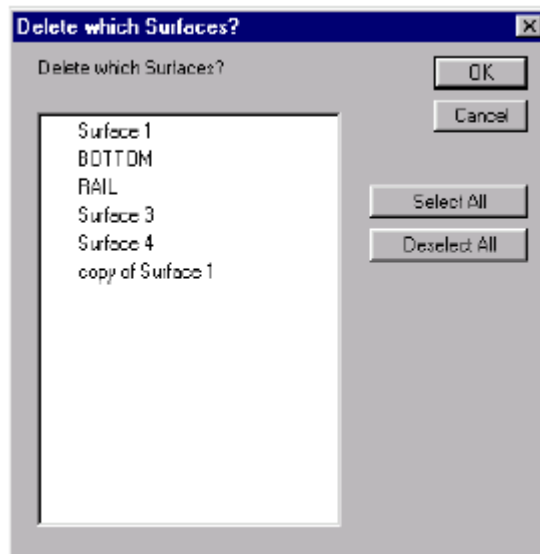 Delete which Surfaces?
Delete which Surfaces?
OK
Cancel
Surface 1
BOTTOM
RAIL
Surface 3
Surface 4
copy of Surface 1
Select All
Deselect All